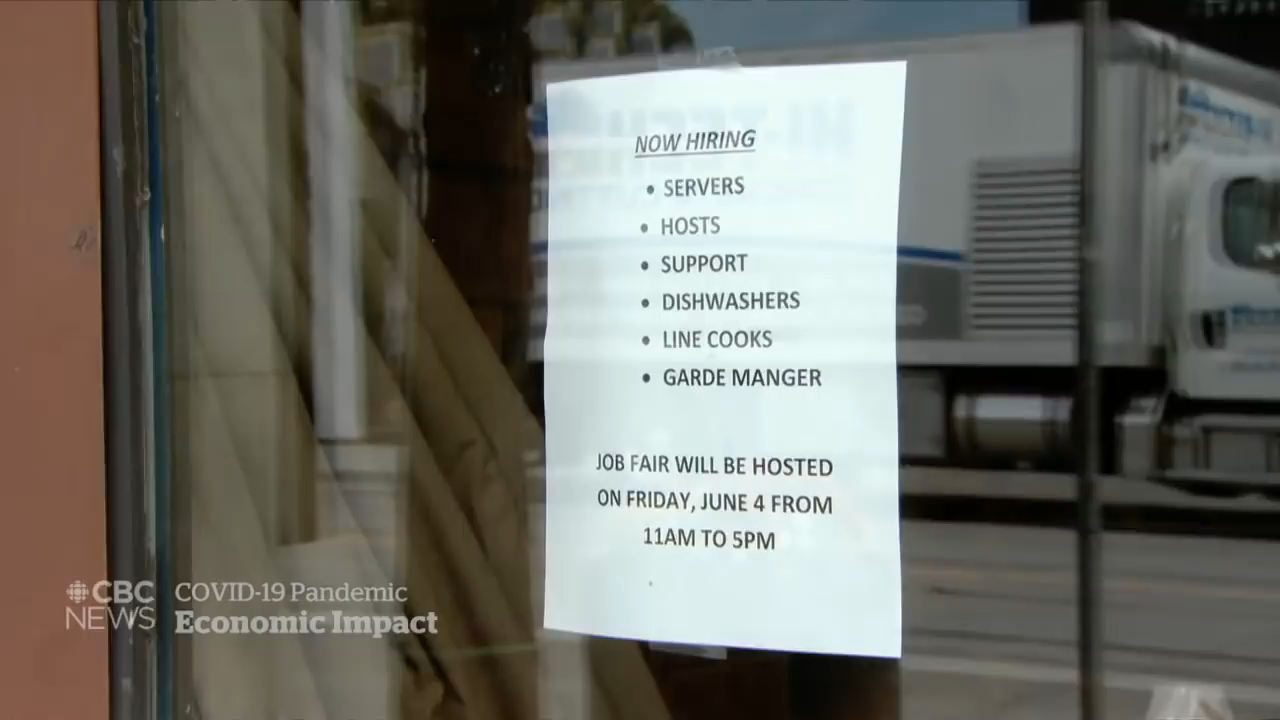 NOW HIRING
• SERVERS
• HOSTS
• SUPPORT
• DISHWASHERS
• LINE COOKS
• GARDE MANGER
JOB FAIR WILL BE HOSTED
ON FRIDAY, JUNE 4 FROM
11AM TO 5PM
CBC
NEWS
COVID-19 Pandemic
Economic Impact